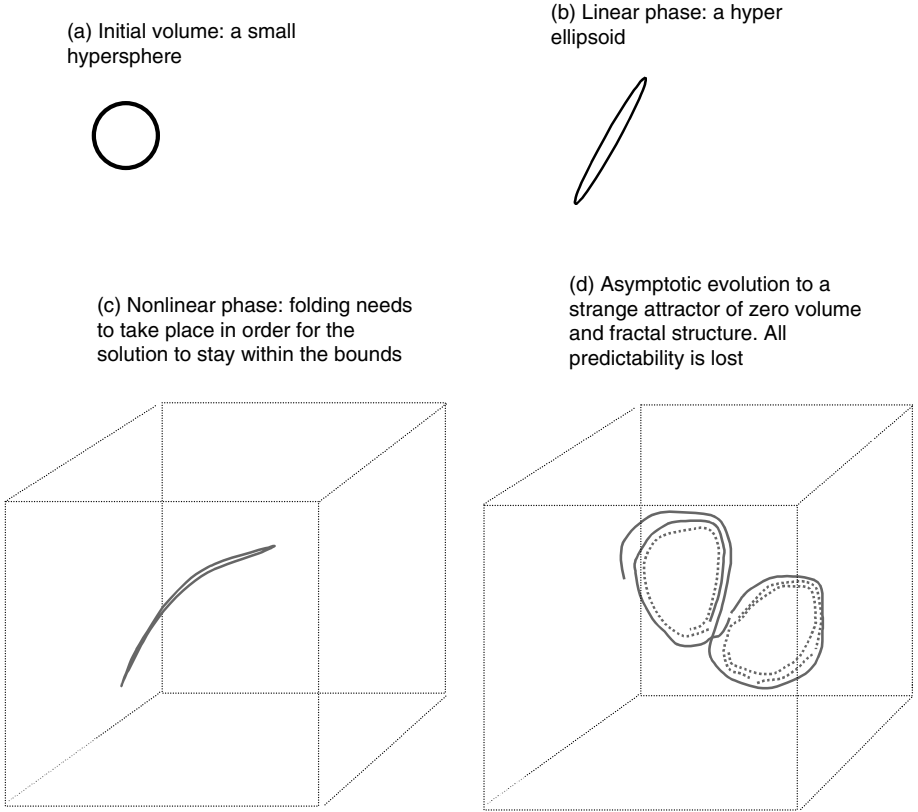 (a) Initial volume: a small
hypersphere
(b) Linear phase: a hyper
ellipsoid
(c) Nonlinear phase: folding needs
to take place in order for the
solution to stay within the bounds
(d) Asymptotic evolution to a
strange attractor of zero volume
and fractal structure. All
predictability is lost